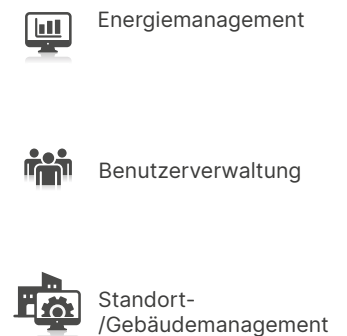 Energiemanagement
Benutzerverwaltung
Standort-
/Gebäudemanagement